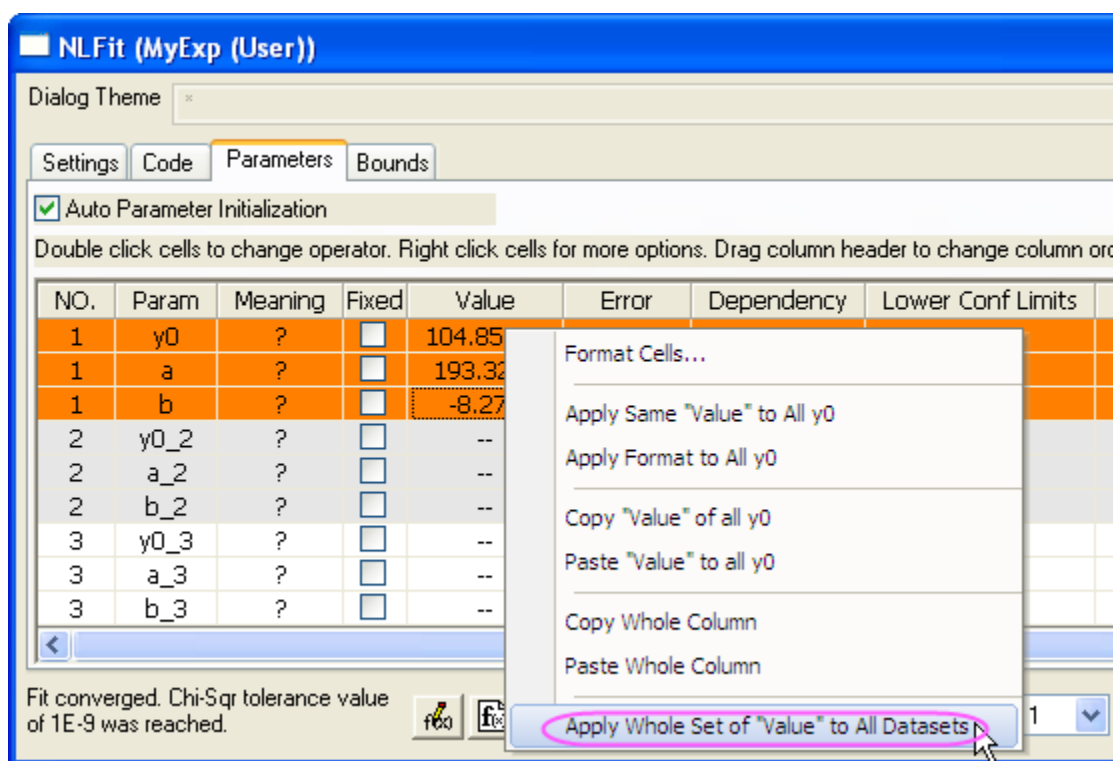 NLFit (MyExp (User))
Dialog Theme *
Settings Code Parameters Bounds
Auto Parameter Initialization
Double click cells to change operator. Right click cells for more options. Drag column header to change column
NO. Param Meaning Fixed Value Error Dependency Lower Conf Limits
1 y0 ? 104.85
1 a ? 193.32
1 b ? -8.27
2 y0_2 ? --
2 a_2 ? --
2 b_2 ? --
3 y0_3 ? --
3 a_3 ? --
3 b_3 ? --
Format Cells...
Apply Same "Value" to All y0
Apply Format to All y0
Copy "Value" of all y0
Paste "Value" to all y0
Copy Whole Column
Paste Whole Column
Apply Whole Set of "Value" to All Datasets
Fit converged. Chi-Sqr tolerance value
of 1E-9 was reached.
1